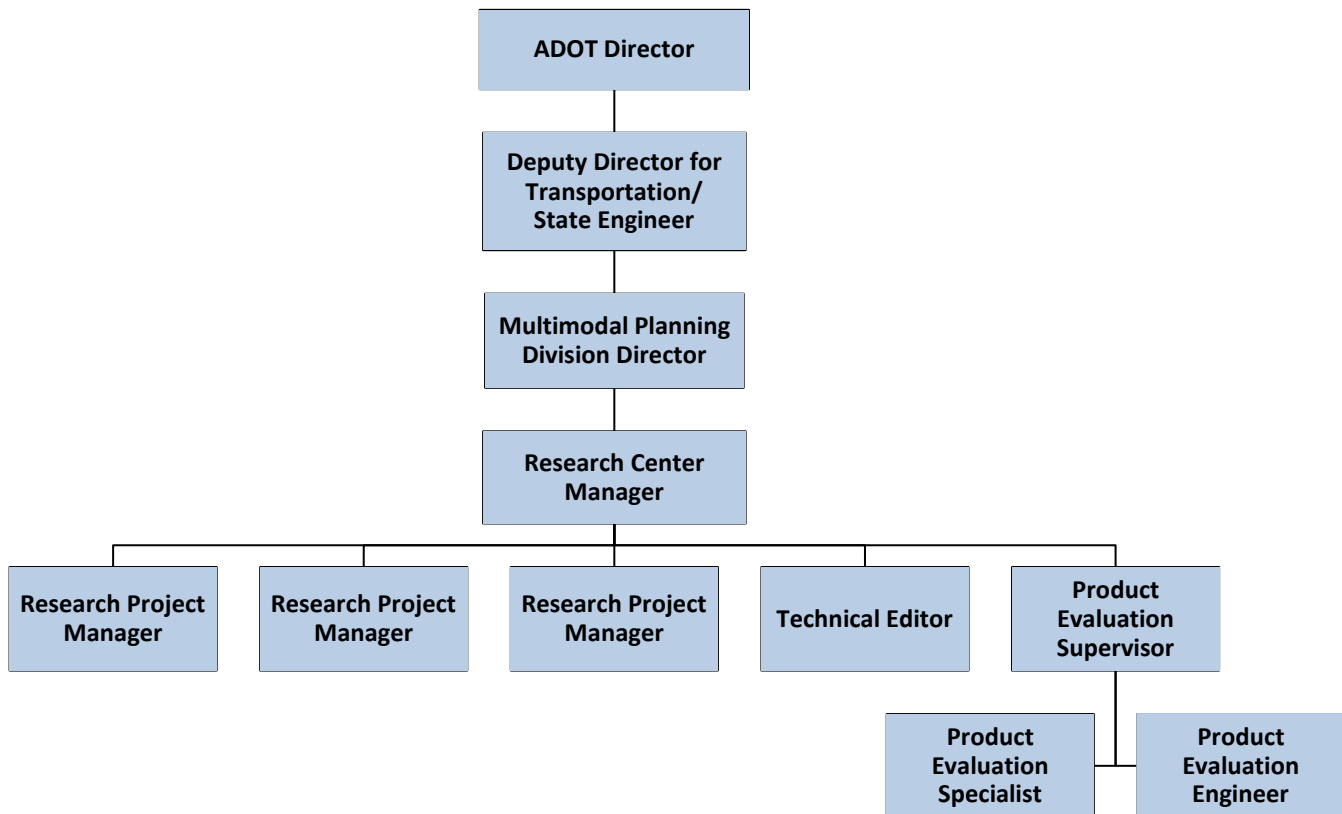 ADOT Director
Deputy Director for
Transportation/
State Engineer
Multimodal Planning
Division Director
Research Center
Manager
Research Project
Manager
Research Project
Manager
Research Project
Manager
Technical Editor
Product
Evaluation
Supervisor
Product
Evaluation
Specialist
Product
Evaluation
Engineer